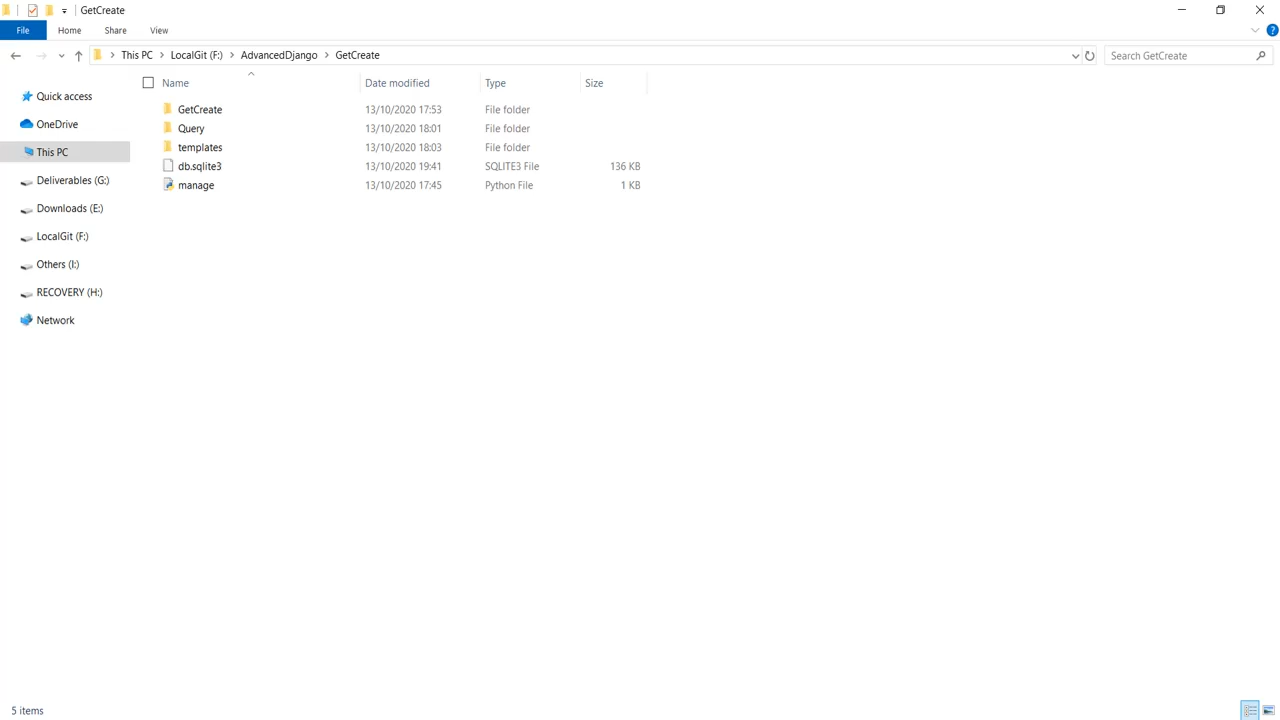 GetCreate
File Home Share View
This PC LocalGit (F:) AdvancedDjango GetCreate Search GetCreate
Name Date modified Type Size
Quick access
OneDrive
This PC
Deliverables (G:)
Downloads (E:)
LocalGit (F:)
Others (I:)
RECOVERY (H:)
Network
GetCreate 13/10/2020 17:53 File folder
Query 13/10/2020 18:01 File folder
templates 13/10/2020 18:03 File folder
db.sqlite3 13/10/2020 19:41 SQLITE3 File 136 KB
manage 13/10/2020 17:45 Python File 1 KB
5 items